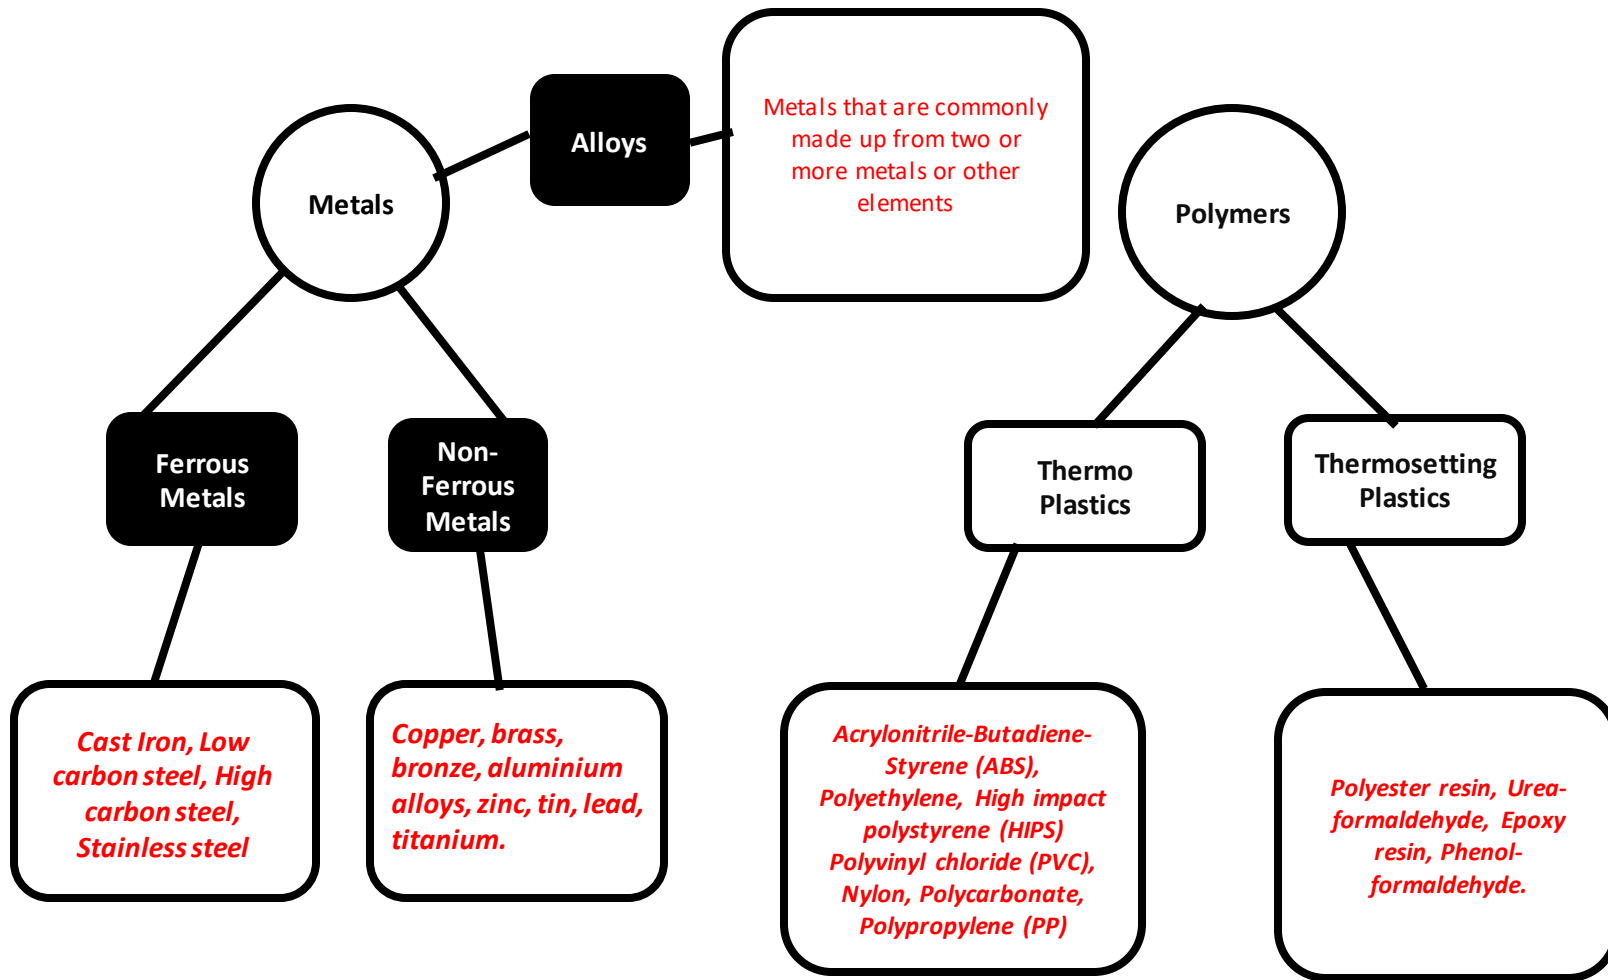 Metals
Alloys
Metals that are commonly
made up from two or
more metals or other
elements
Polymers
Ferrous
Metals
Non-
Ferrous
Metals
Thermo
Plastics
Thermosetting
Plastics
Cast Iron, Low
carbon steel, High
carbon steel,
Stainless steel
Copper, brass,
bronze, aluminium
alloys, zinc, tin, lead,
titanium.
Acrylonitrile-Butadiene-
Styrene (ABS),
Polyethylene, High impact
polystyrene (HIPS)
Polyvinyl chloride (PVC),
Nylon, Polycarbonate,
Polypropylene (PP)
Polyester resin, Urea-
formaldehyde, Epoxy
resin, Phenol-
formaldehyde.